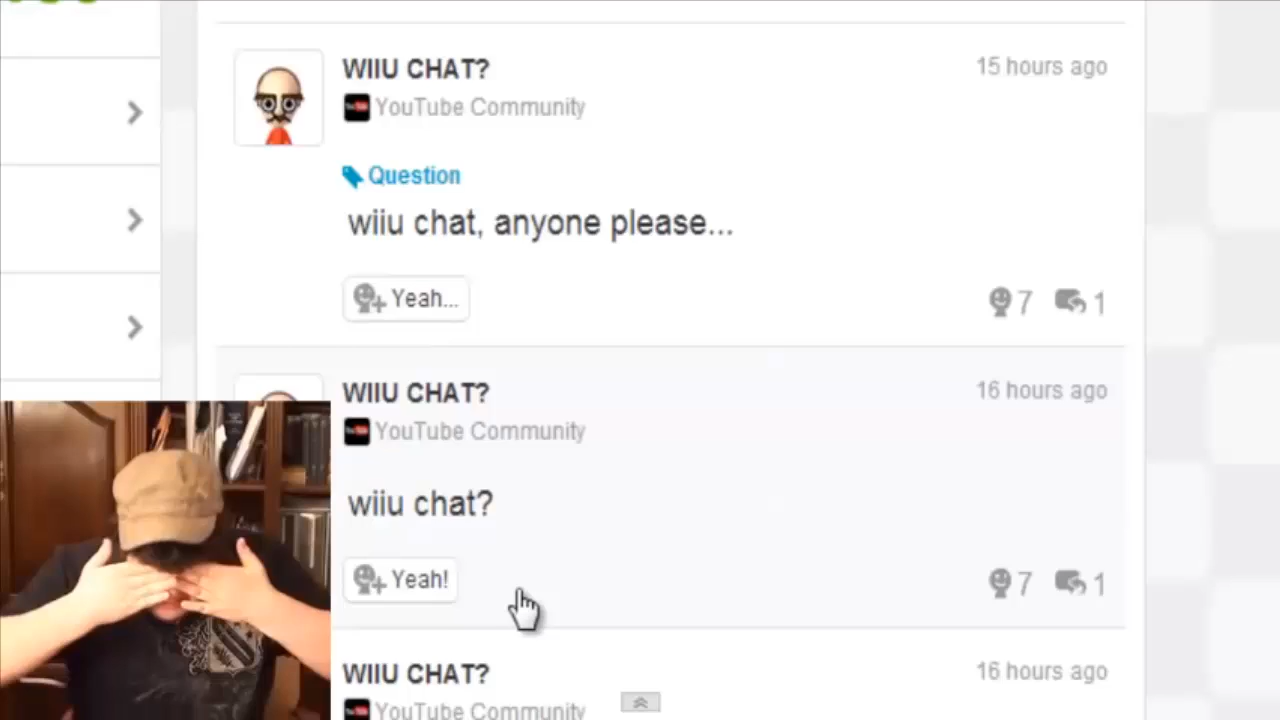 WIIU CHAT?
15 hours ago
YouTube Community
Question
wiiu chat, anyone please...
Yeah...
7
1
WIIU CHAT?
16 hours ago
YouTube Community
wiiu chat?
Yeah!
7
1
WIIU CHAT?
16 hours ago
YouTube Community